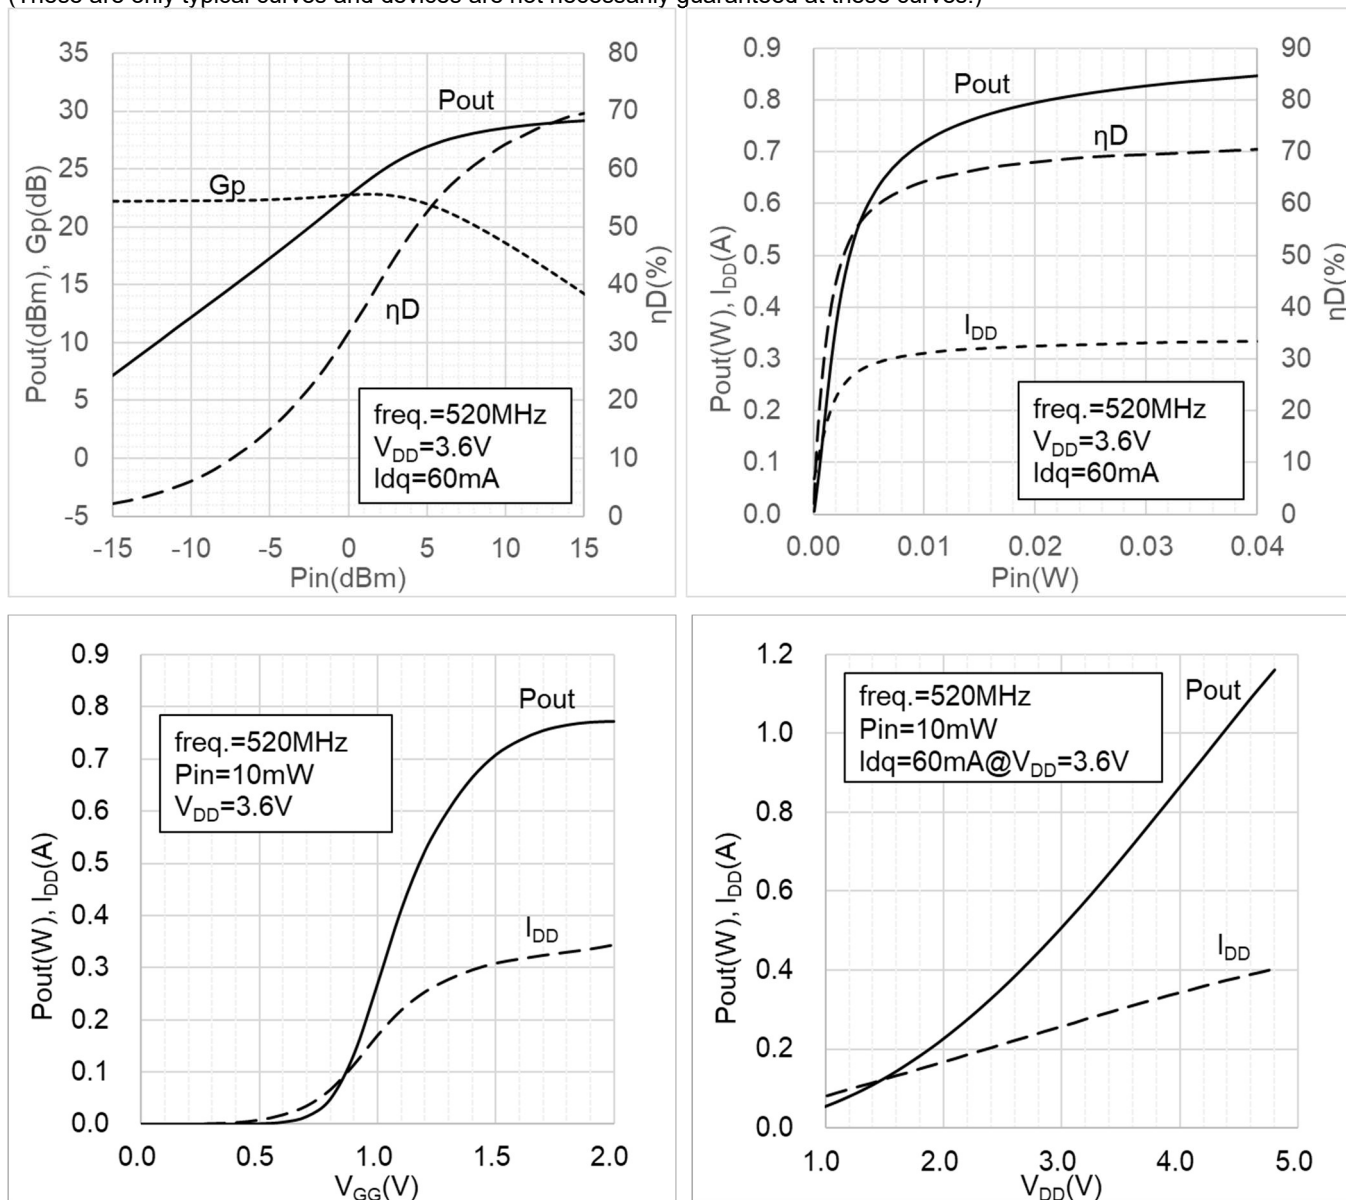 (These are only typical curves and devices are not necessarily guaranteed at these curves.)
35
30
25
20
15
10
5
0
-5
80
70
60
50
40
30
20
10
0
-15 -10 -5 0 5 10 15
Pin(dBm)
Pout(dBm), Gp(dB)
ηD(%)
Pout
Gp
ηD
freq.=520MHz
VDD=3.6V
Idq=60mA
0.9
0.8
0.7
0.6
0.5
0.4
0.3
0.2
0.1
0.0
90
80
70
60
50
40
30
20
10
0
0.00 0.01 0.02 0.03 0.04
Pin(W)
Pout(W), IDD(A)
ηD(%)
Pout
ηD
IDD
freq.=520MHz
VDD=3.6V
Idq=60mA
0.9
0.8
0.7
0.6
0.5
0.4
0.3
0.2
0.1
0.0
0.0 0.5 1.0 1.5 2.0
VGG(V)
Pout(W), IDD(A)
Pout
IDD
freq.=520MHz
Pin=10mW
VDD=3.6V
1.2
1.0
0.8
0.6
0.4
0.2
0.0
1.0 2.0 3.0 4.0 5.0
VDD(V)
Pout(W), IDD(A)
Pout
IDD
freq.=520MHz
Pin=10mW
Idq=60mA@VDD=3.6V